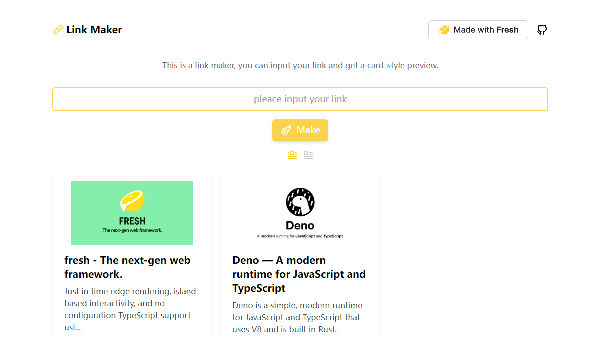 Link Maker
Made with Fresh
This is a link maker, you can input your link and get a card-style preview.
pleace input your link
Make
FRESH
The next-gen web framework.
Deno
A modern runtime for JavaScript and TypeScript.
fresh - The next-gen web
framework.
Just-in-time edge rendering, island
based interactivity, and no
configuration TypeScript support
usi...
Deno — A modern
runtime for JavaScript and
TypeScript
Deno is a simple, modern runtime
for JavaScript and TypeScript that
uses V8 and is built in Rust.